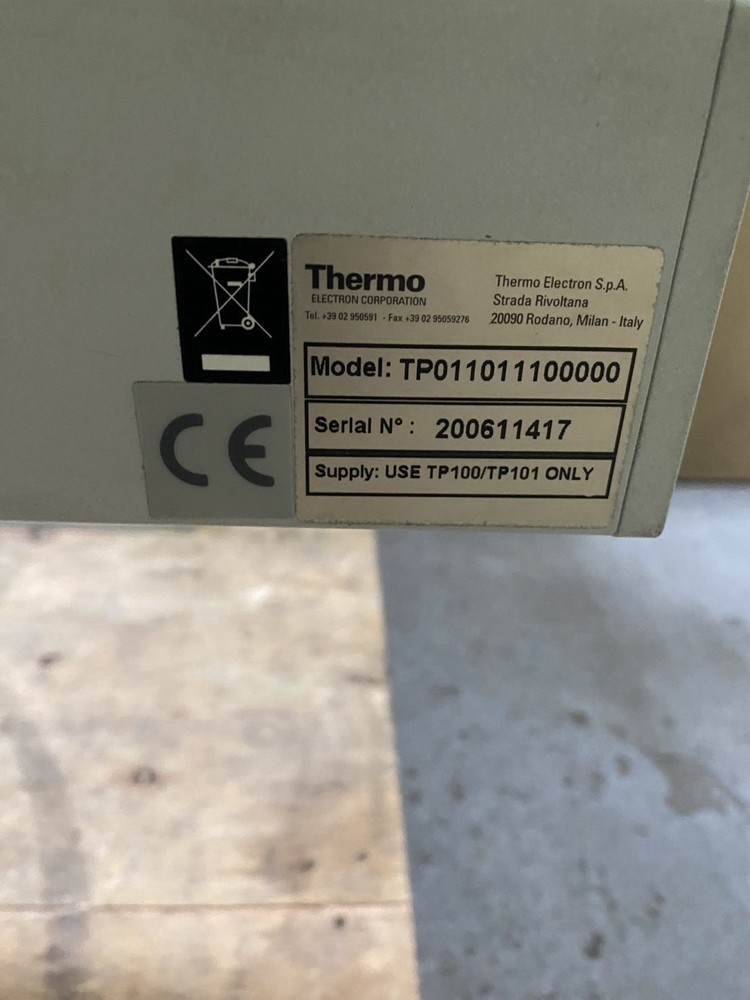 Thermo
ELECTRON CORPORATION
Tel. +39 02 950591 - Fax +39 02 95059276
Thermo Electron S.p.A.
Strada Rivoltana
20090 Rodano, Milan - Italy
Model: TP011011100000
Serial N° : 200611417
Supply: USE TP100/TP101 ONLY
CE